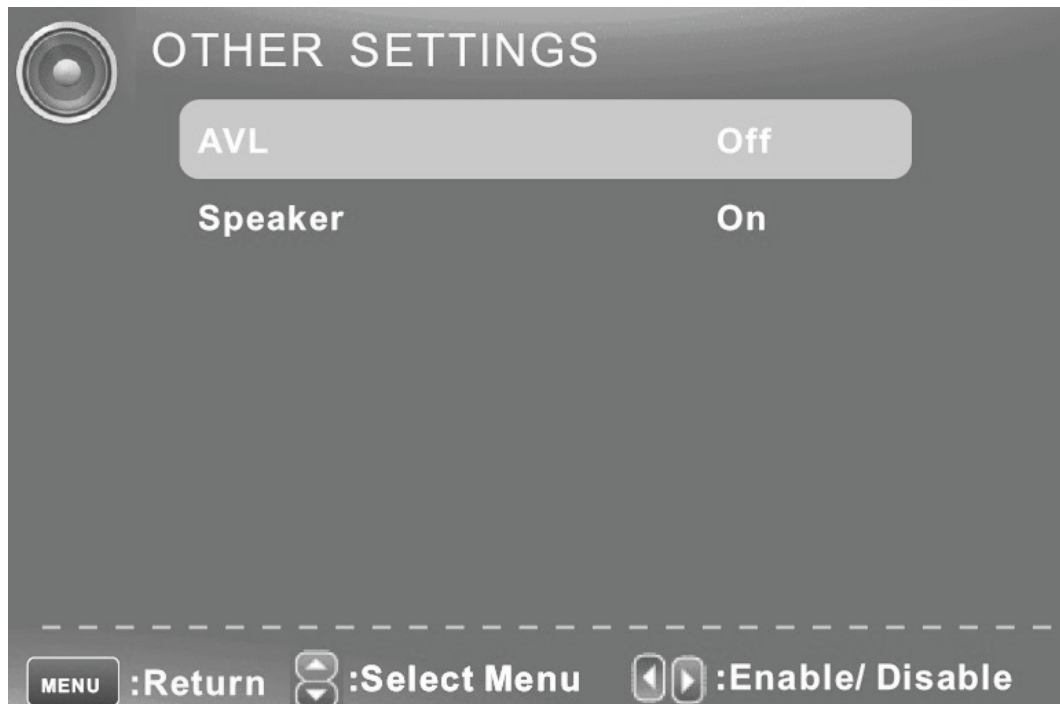 OTHER SETTINGS
AVL Off
Speaker On
MENU :Return :Select Menu :Enable/ Disable